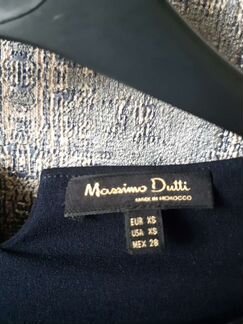 Massimo Dutti
MADE IN MOROCCO
EUR XS
USA XS
MEX 28